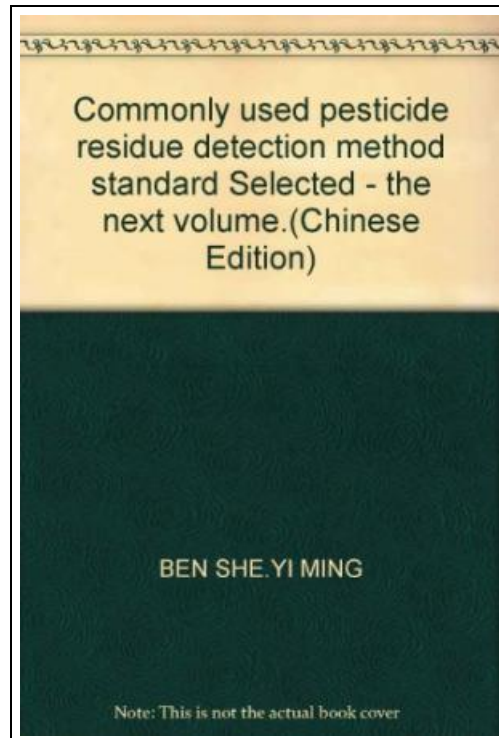 Commonly used pesticide
residue detection method
standard Selected - the
next volume.(Chinese
Edition)
BEN SHE.YI MING
Note: This is not the actual book cover